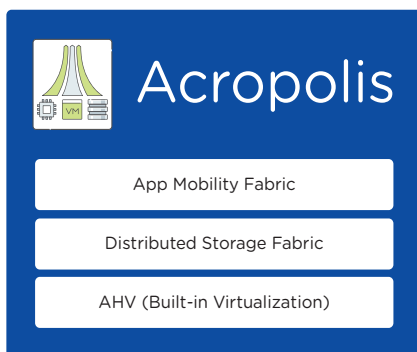 Acropolis
VM
App Mobility Fabric
Distributed Storage Fabric
AHV (Built-in Virtualization)